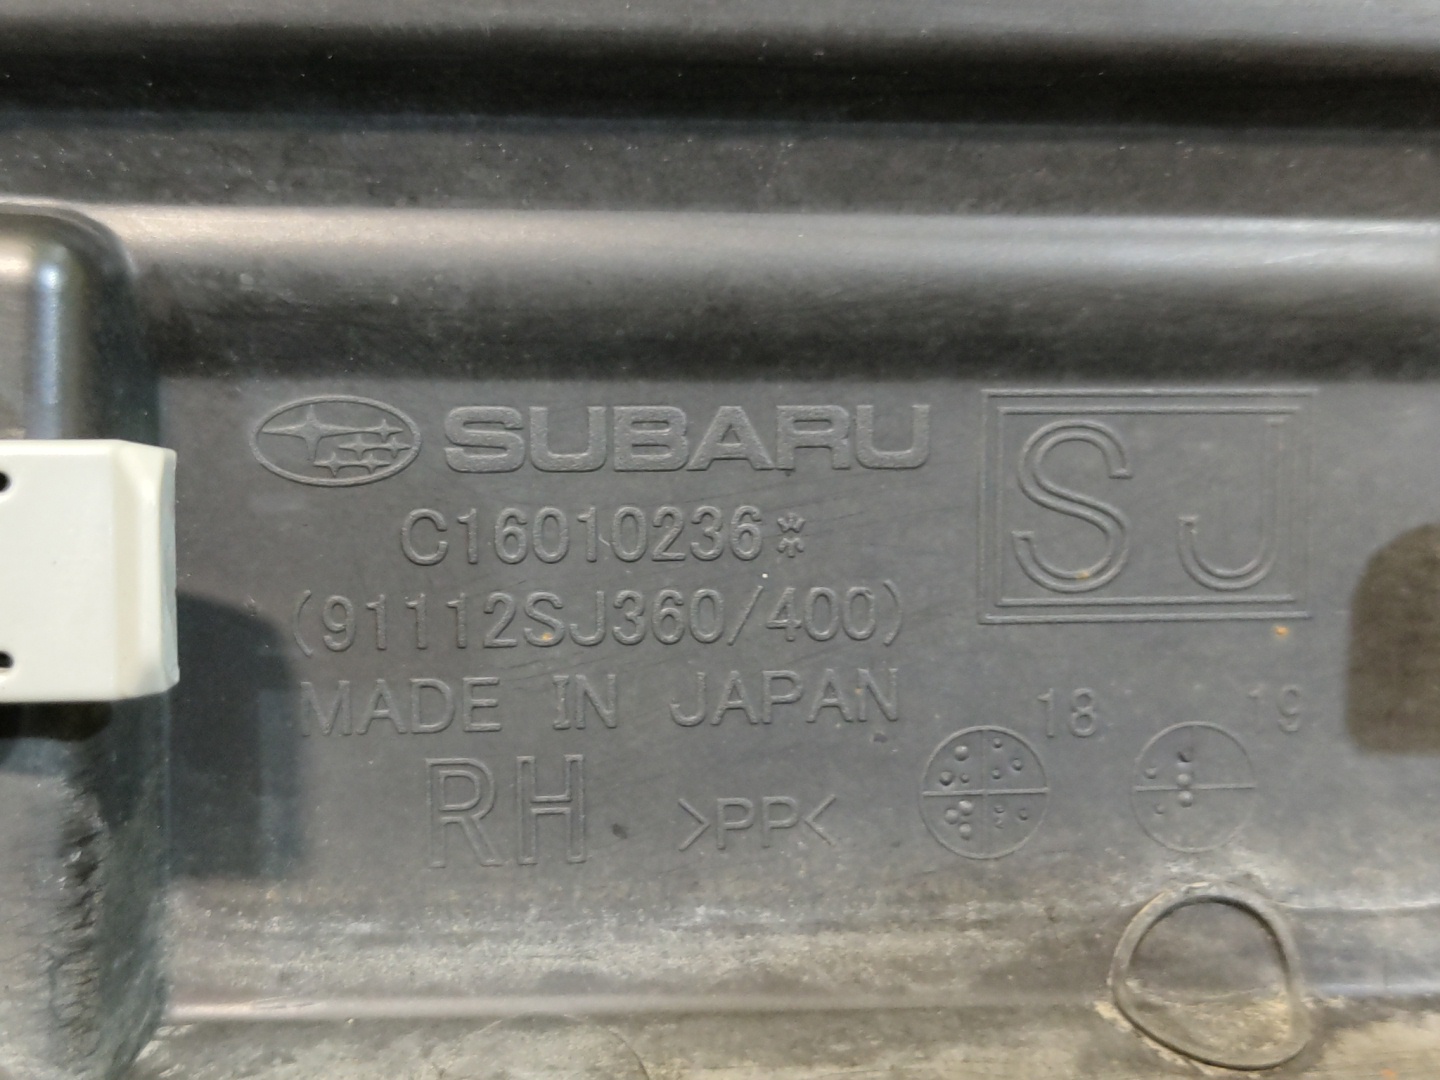 SUBARU
SJ
C16010236※
(91112SJ360/400)
MADE IN JAPAN
18
19
RH
>PP<